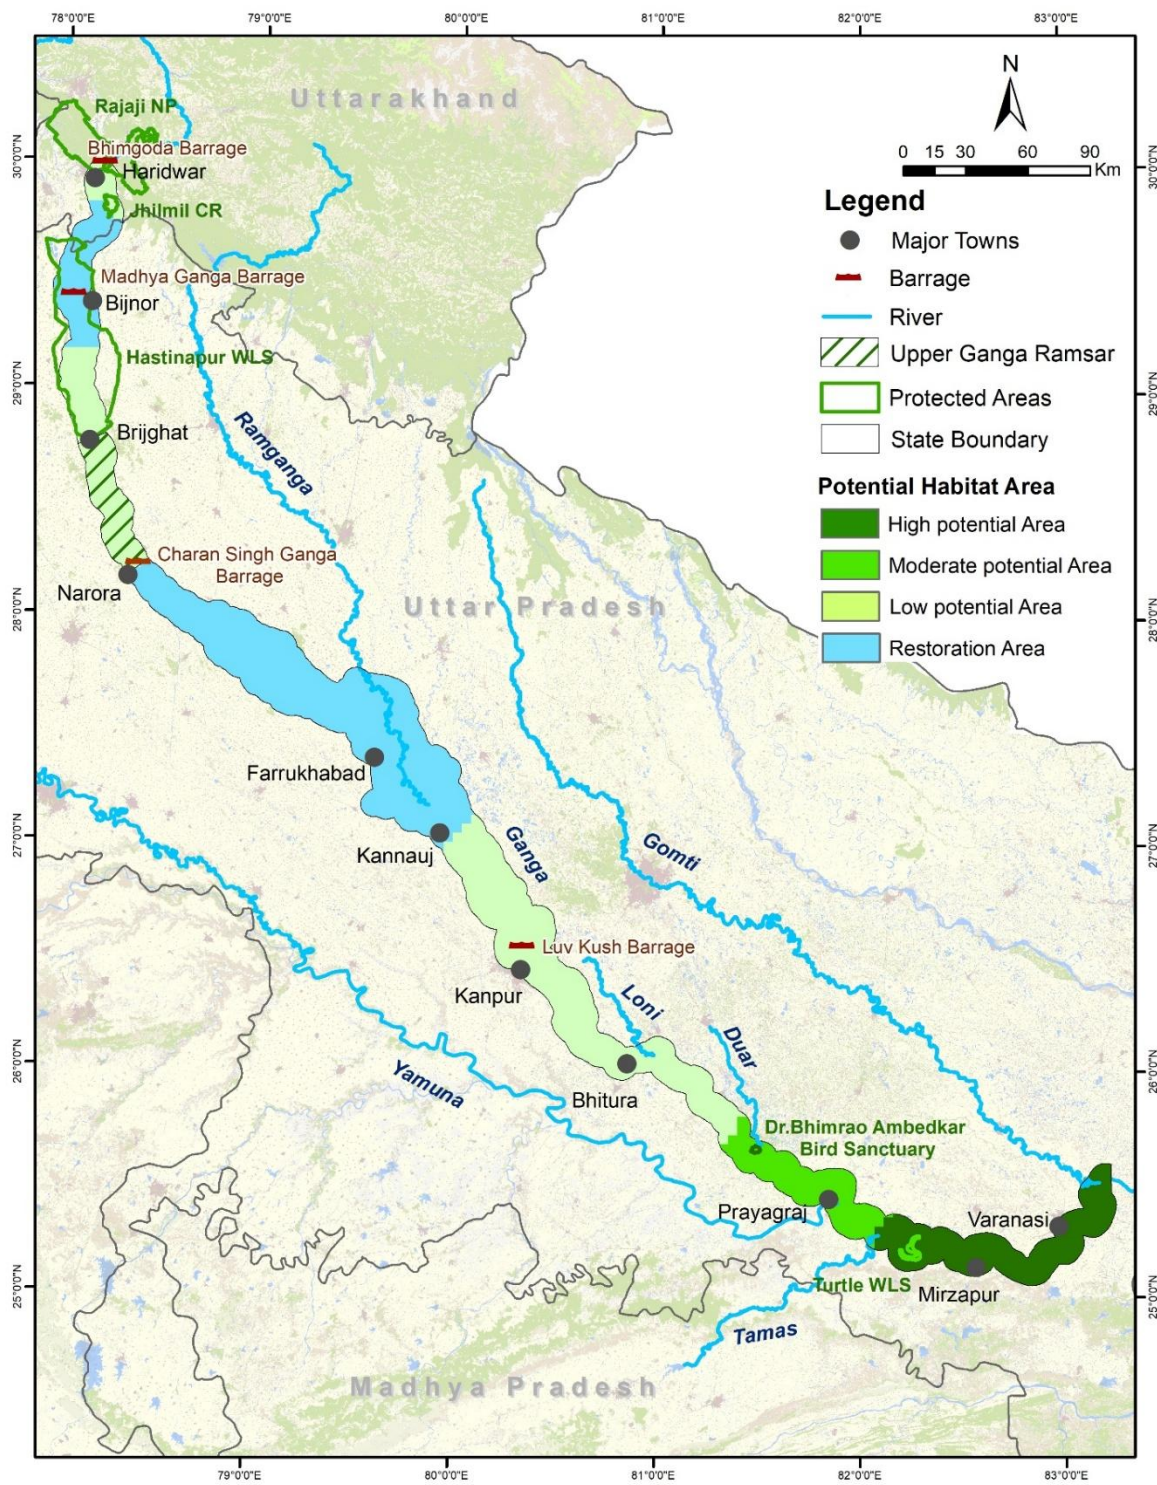 78°0'0"E
79°0'0"E
80°0'0"E
81°0'0"E
82°0'0"E
83°0'0"E
N
0 15 30 60 90
Km
Legend
Major Towns
Barrage
River
Upper Ganga Ramsar
Protected Areas
State Boundary
Potential Habitat Area
High potential Area
Moderate potential Area
Low potential Area
Restoration Area
Uttarakhand
Rajaji NP
Bhimgoda Barrage
Haridwar
Jhilmil CR
Madhya Ganga Barrage
Bijnor
Hastinapur WLS
Brijghat
Ramganga
Charan Singh Ganga
Barrage
Narora
Uttar Pradesh
Farrukhabad
Kannauj
Ganga
Gomti
Luv Kush Barrage
Kanpur
Loni
Duar
Yamuna
Bhitura
Dr.Bhimrao Ambedkar
Bird Sanctuary
Prayagraj
Varanasi
Turtle WLS
Mirzapur
Tamas
Madhya Pradesh
30°0'0"N
29°0'0"N
28°0'0"N
27°0'0"N
26°0'0"N
25°0'0"N
30°0'0"N
29°0'0"N
28°0'0"N
27°0'0"N
26°0'0"N
25°0'0"N
79°0'0"E
80°0'0"E
81°0'0"E
82°0'0"E
83°0'0"E